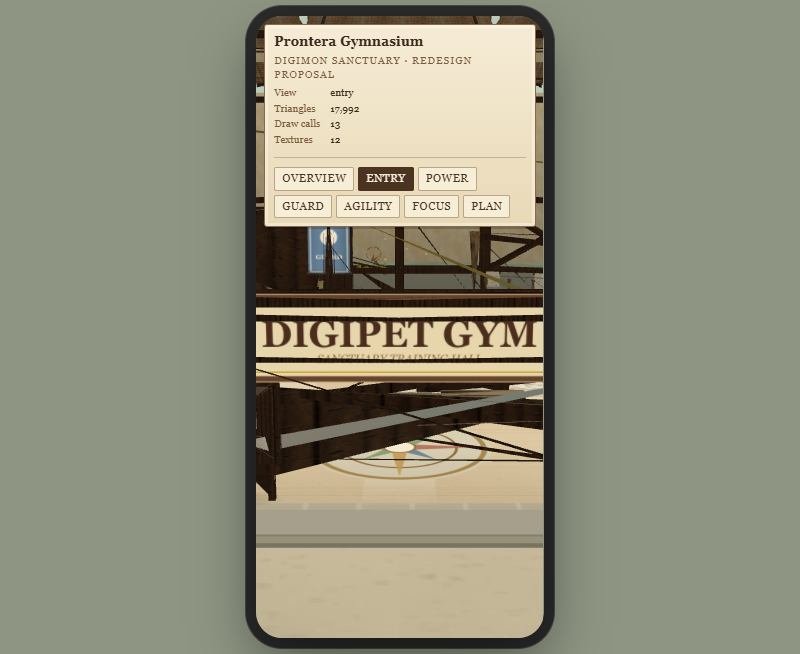 Prontera Gymnasium
DIGIMON SANCTUARY • REDESIGN
PROPOSAL
View entry
Triangles 17,992
Draw calls 13
Textures 12
OVERVIEW ENTRY POWER
GUARD AGILITY FOCUS PLAN
DIGIPET GYM
SANCTUARY TRAINING HALL